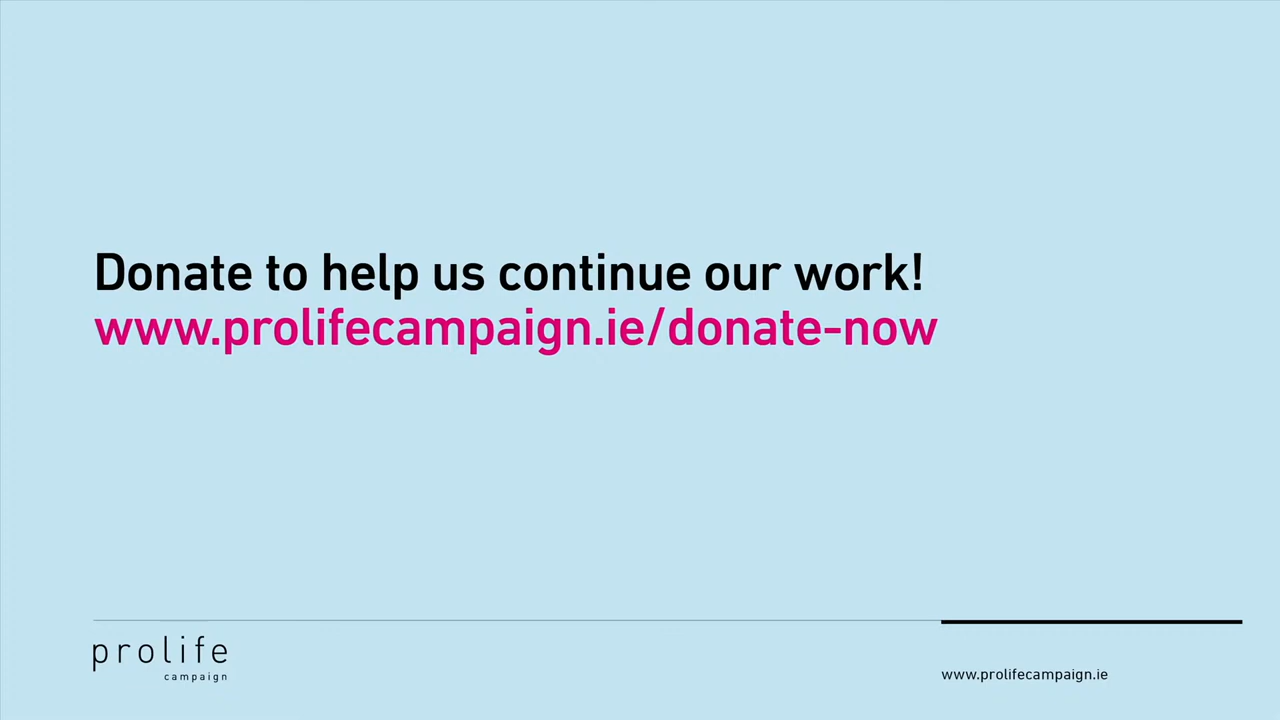 Donate to help us continue our work!
www.prolifecampaign.ie/donate-now
prolife
campaign
www.prolifecampaign.ie